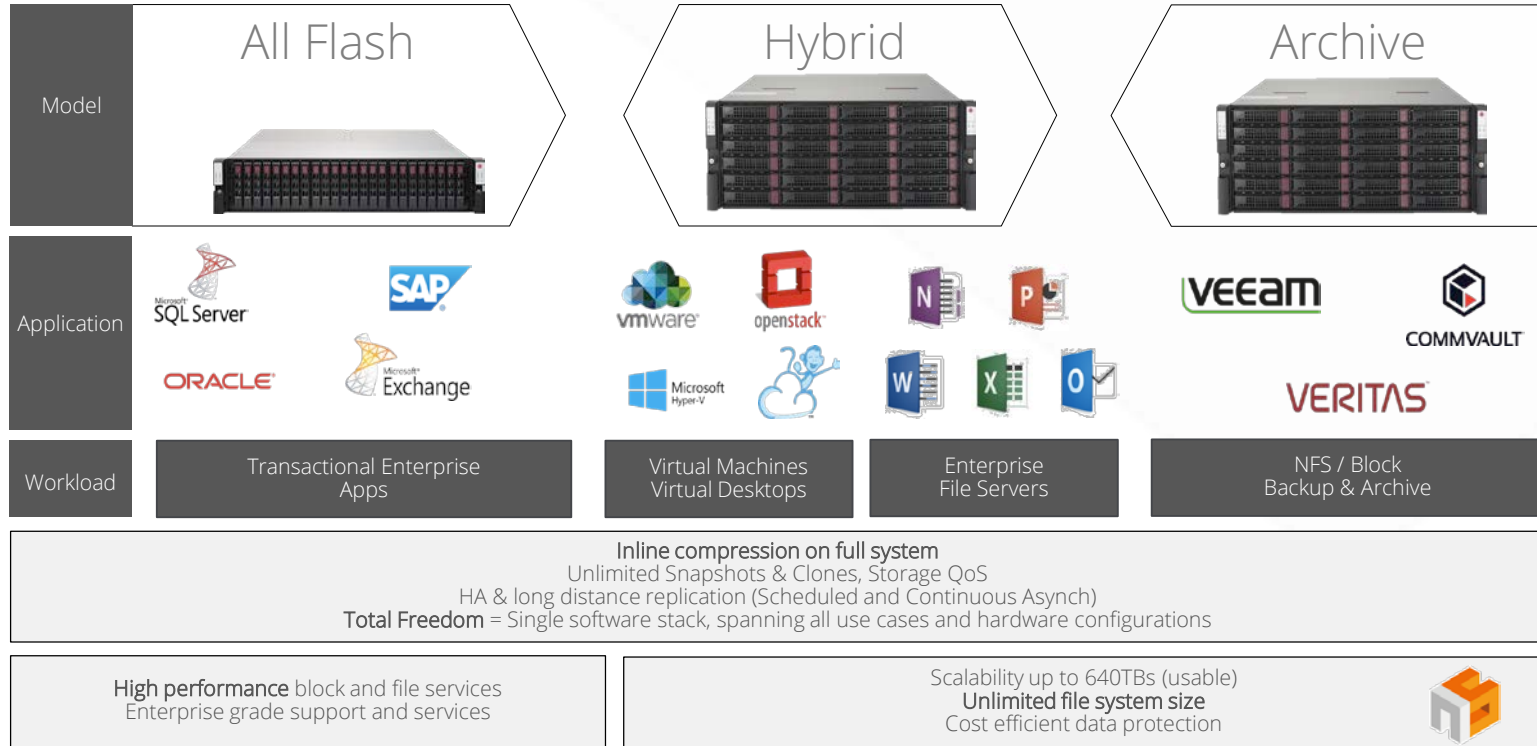 All Flash
Hybrid
Archive
Model
Application
Microsoft
SQL Server
SAP
ORACLE
Microsoft
Exchange
vmware
openstack
Microsoft
Hyper-V
N
P
W
X
O
veeam
COMMVAULT
VERITAS
Workload
Transactional Enterprise
Apps
Virtual Machines
Virtual Desktops
Enterprise
File Servers
NFS / Block
Backup & Archive
Inline compression on full system
Unlimited Snapshots & Clones, Storage QoS
HA & long distance replication (Scheduled and Continuous Asynch)
Total Freedom = Single software stack, spanning all use cases and hardware configurations
High performance block and file services
Enterprise grade support and services
Scalability up to 640TBs (usable)
Unlimited file system size
Cost efficient data protection